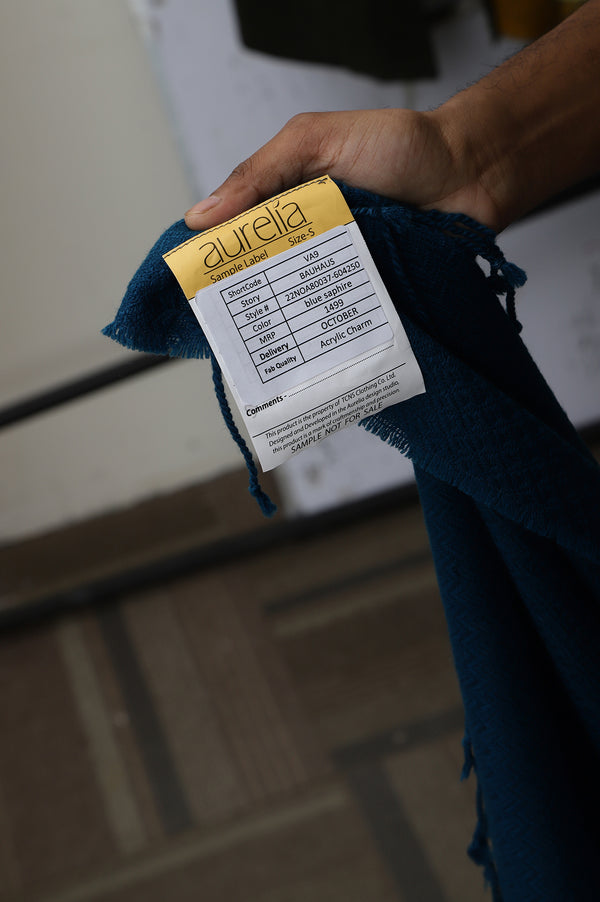 aurelia
Sample Label Size-S
ShortCode VA9
Story BAUHAUS
Style # 22NOA80037-604250
Color blue saphire
MRP 1499
Delivery OCTOBER
Fab Quality Acrylic Charm
Comments -
This product is the property of TCNS Clothing Co. Ltd.
Designed and Developed in the Aurelia design studio,
this product is a mark of craftmenship and precision.
SAMPLE NOT FOR SALE